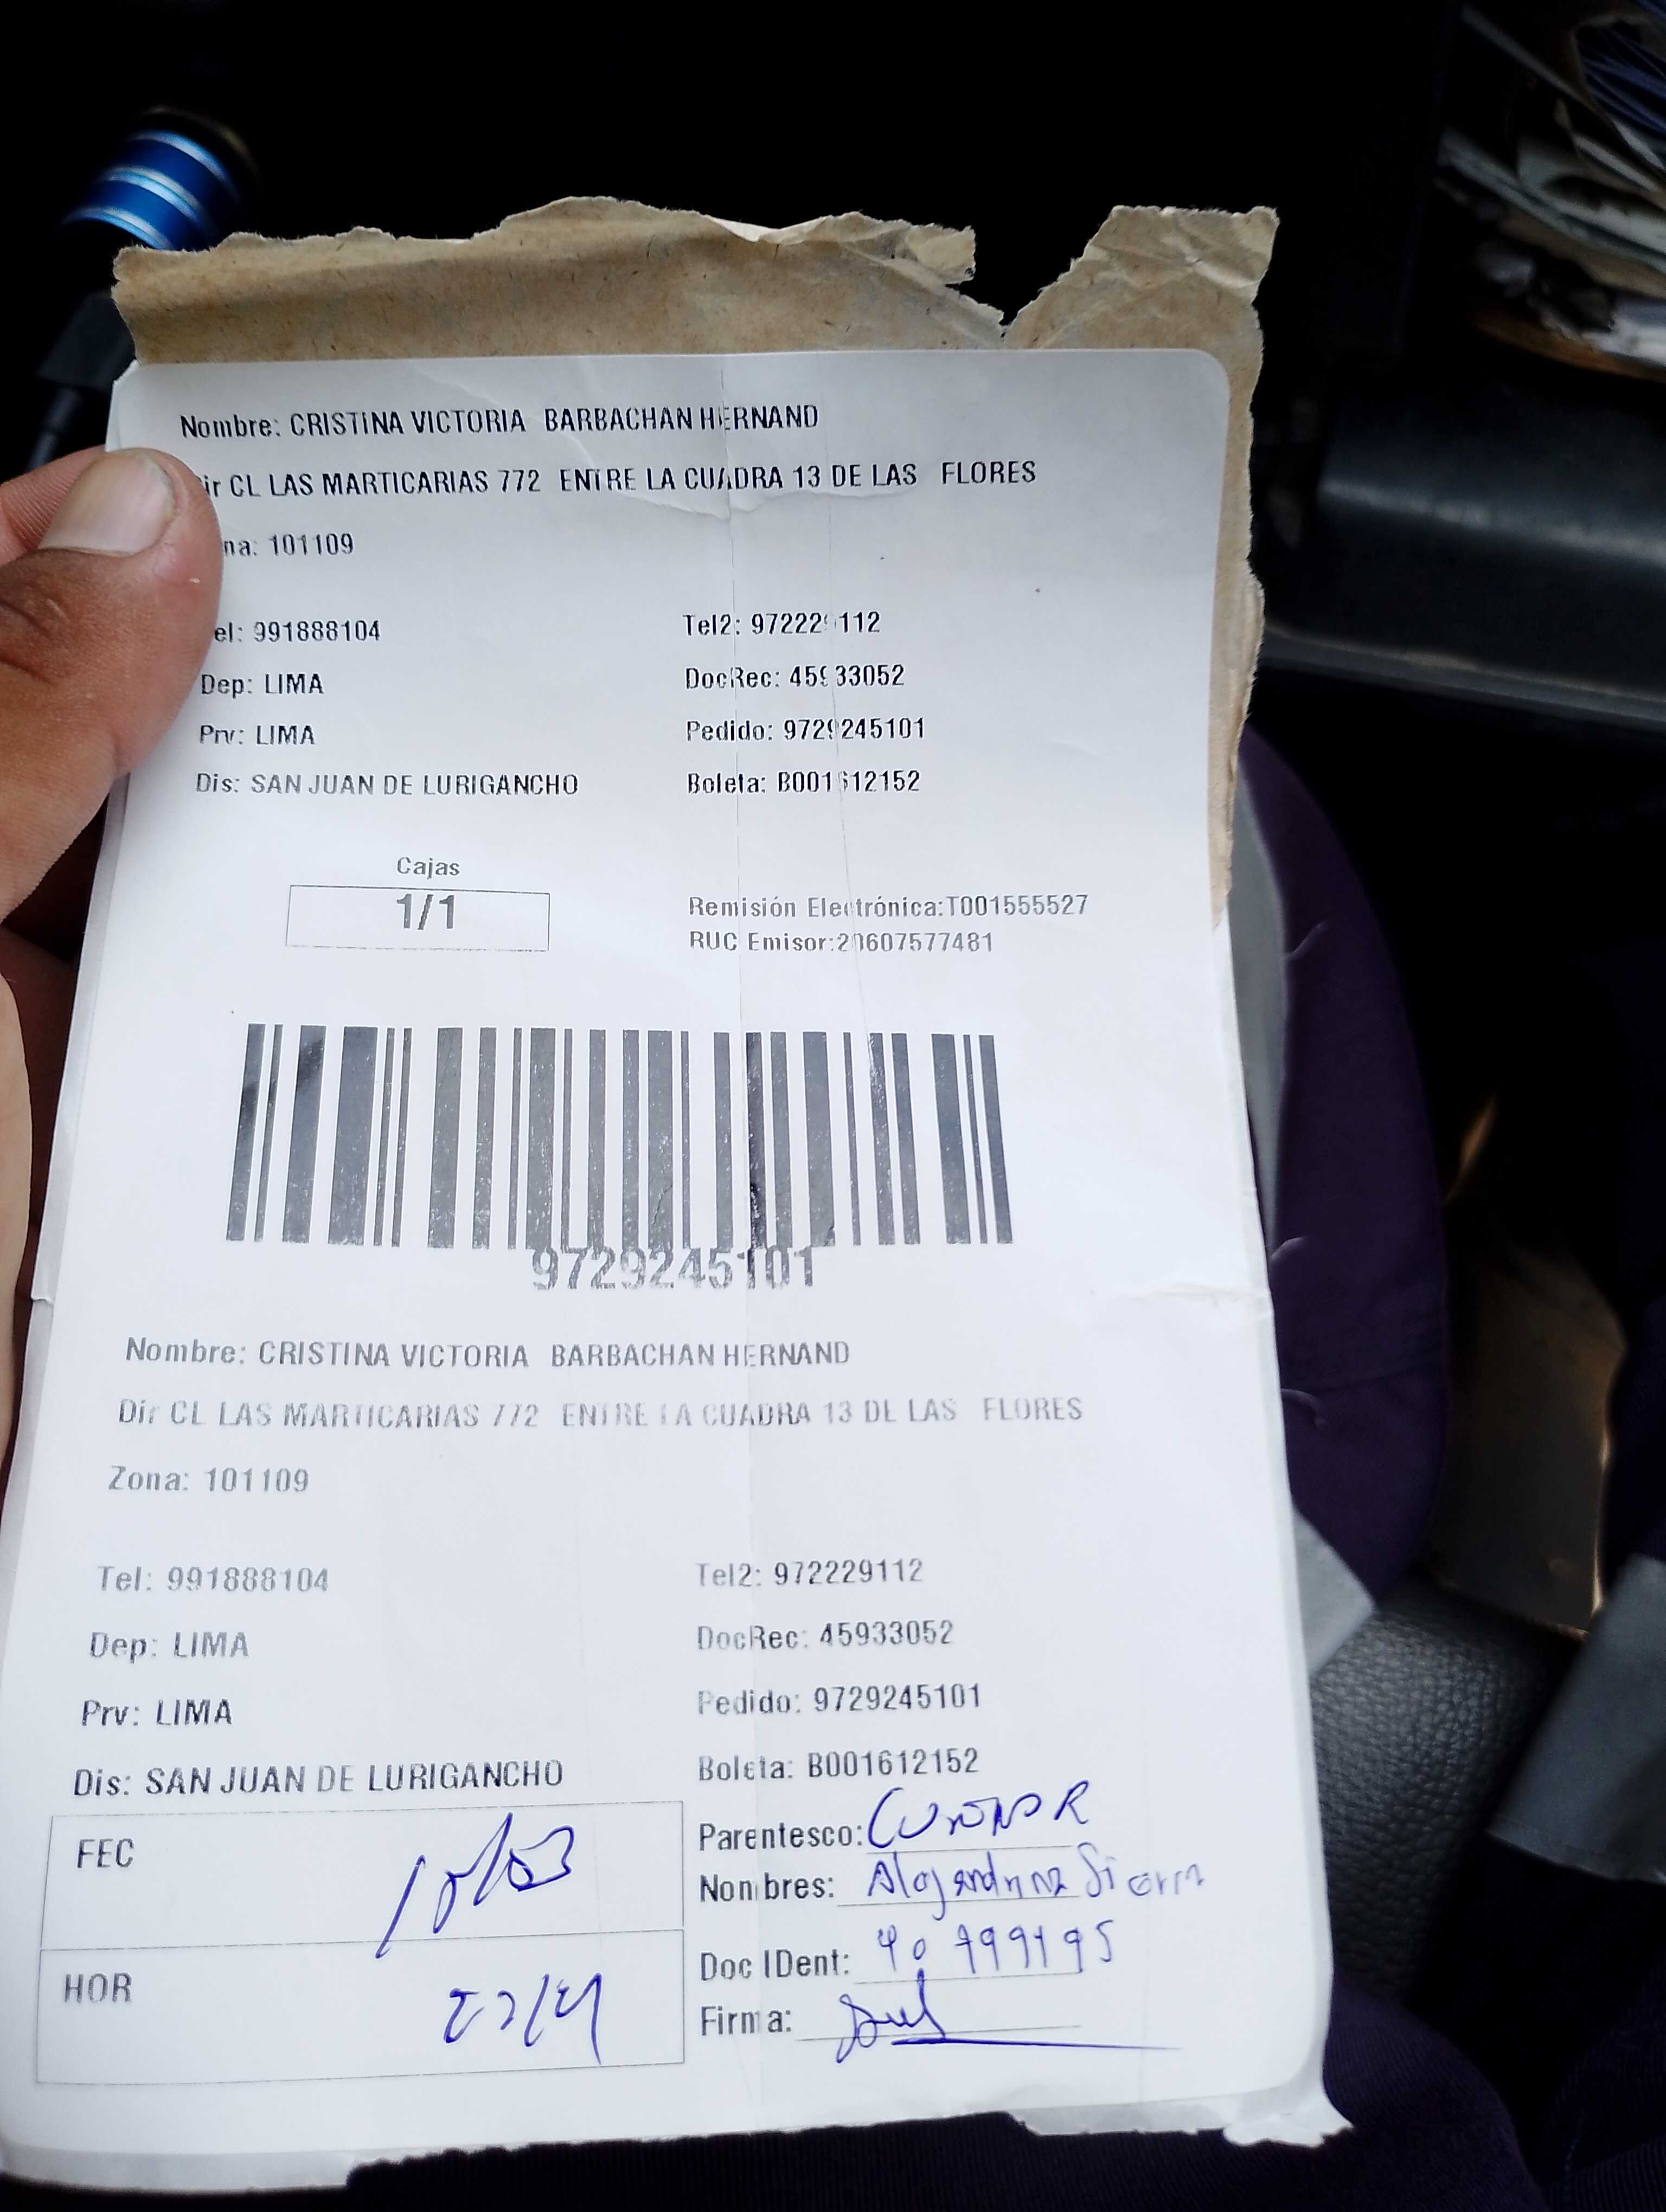 Nombre: CRISTINA VICTORIA BARBACHAN HERNAND
ir CL LAS MARTICARIAS 772 ENTRE LA CUADRA 13 DE LAS FLORES
na: 101109
el: 991888104 Tel2: 97222 112
Dep: LIMA DocRec: 45933052
Prv: LIMA Pedido: 9729245101
Dis: SAN JUAN DE LURIGANCHO Boleta: B001612152
Cajas
1/1
Remisión Electrónica:T001555527
RUC Emisor:20607577481
9729245101
Nombre: CRISTINA VICTORIA BARBACHAN HERNAND
Dir CL LAS MARTICARIAS 772 ENTRE LA CUADRA 13 DE LAS FLORES
Zona: 101109
Tel: 991888104 Tel2: 972229112
Dep: LIMA DocRec: 45933052
Prv: LIMA Pedido: 9729245101
Dis: SAN JUAN DE LURIGANCHO Boleta: B001612152
FEC
Parentesco:
Nombres:
HOR
Doc IDent:
Firma: